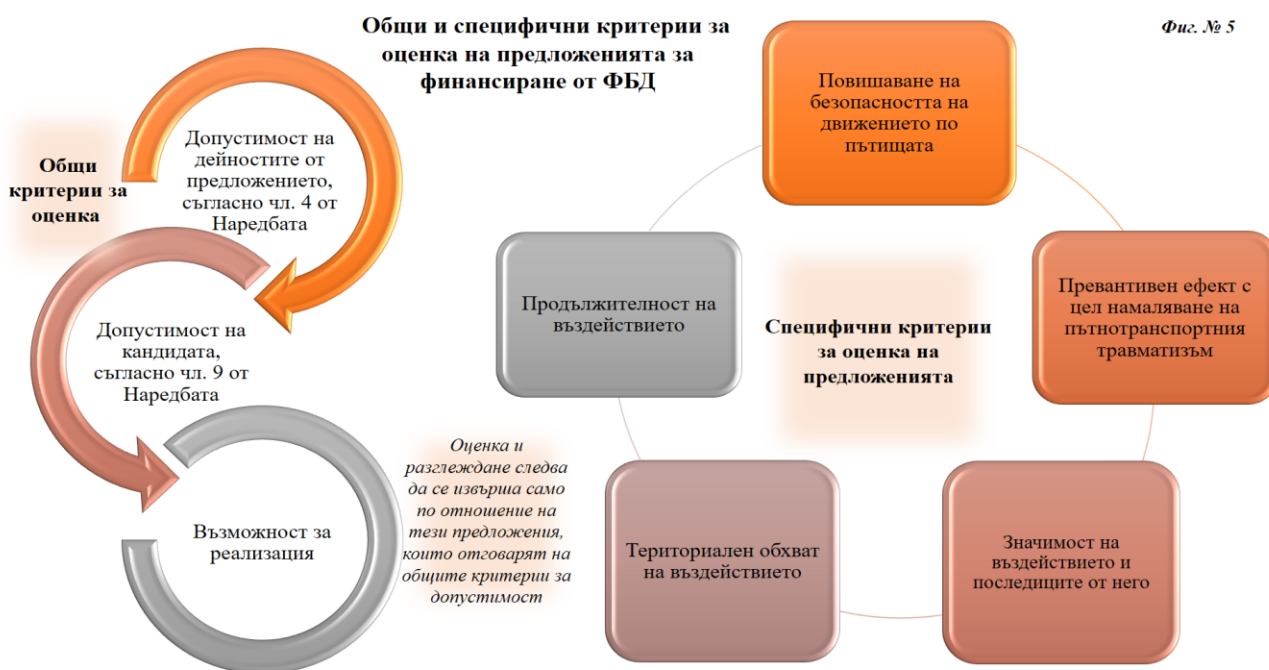 Общи и специфични критерии за
оценка на предложенията за
финансиране от ФБД
Фиг. № 5
Общи
критерии за
оценка
Допустимост на
дейностите от
предложението,
съгласно чл. 4 от
Наредбата
Допустимост на
кандидата,
съгласно чл. 9 от
Наредбата
Възможност за
реализация
Оценка и
разглеждане следва
да се извърша само
по отношение на
тези предложения,
които отговарят на
общите критерии за
допустимост
Повишаване на
безопасността на
движението по
пътищата
Превантивен ефект с
цел намаляване на
пътнотранспортния
травматизъм
Значимост на
въздействието и
последиците от него
Териториален обхват
на въздействието
Продължителност на
въздействието
Специфични критерии
за оценка на
предложенията